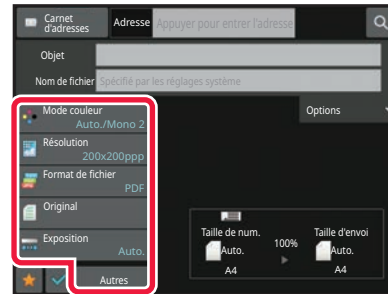 Carnet
d'adresses
Adresse
Appuyer pour entrer l'adresse
Objet
Nom de fichier
Spécifié par les réglages système
Mode couleur
Auto./Mono 2
Options
Résolution
200x200ppp
Format de fichier
PDF
Original
Exposition
Auto.
Taille de num.
Auto.
A4
100%
Taille d'envoi
Auto.
A4
Autres